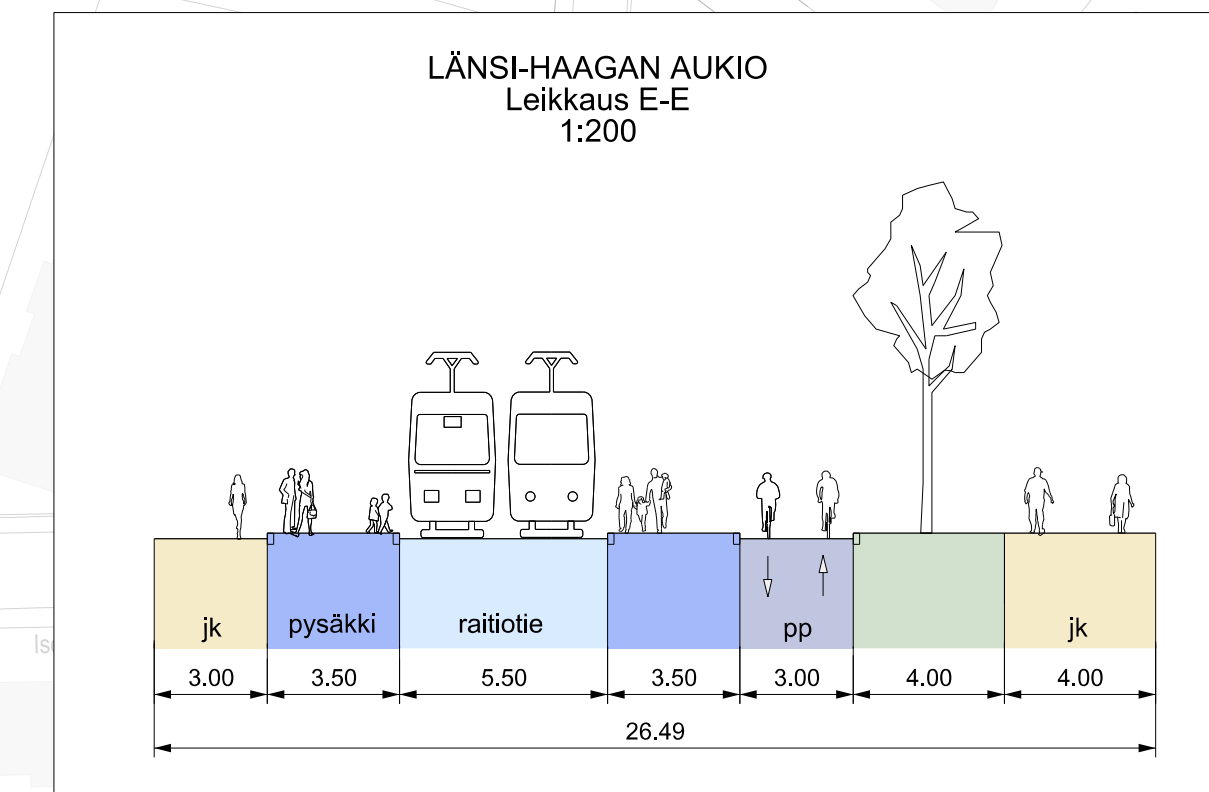 LÄNSI-HAAGAN AUKIO
Leikkaus E-E
1:200
jk pysäkki raitiotie pp jk
3.00 3.50 5.50 3.50 3.00 4.00 4.00
26.49